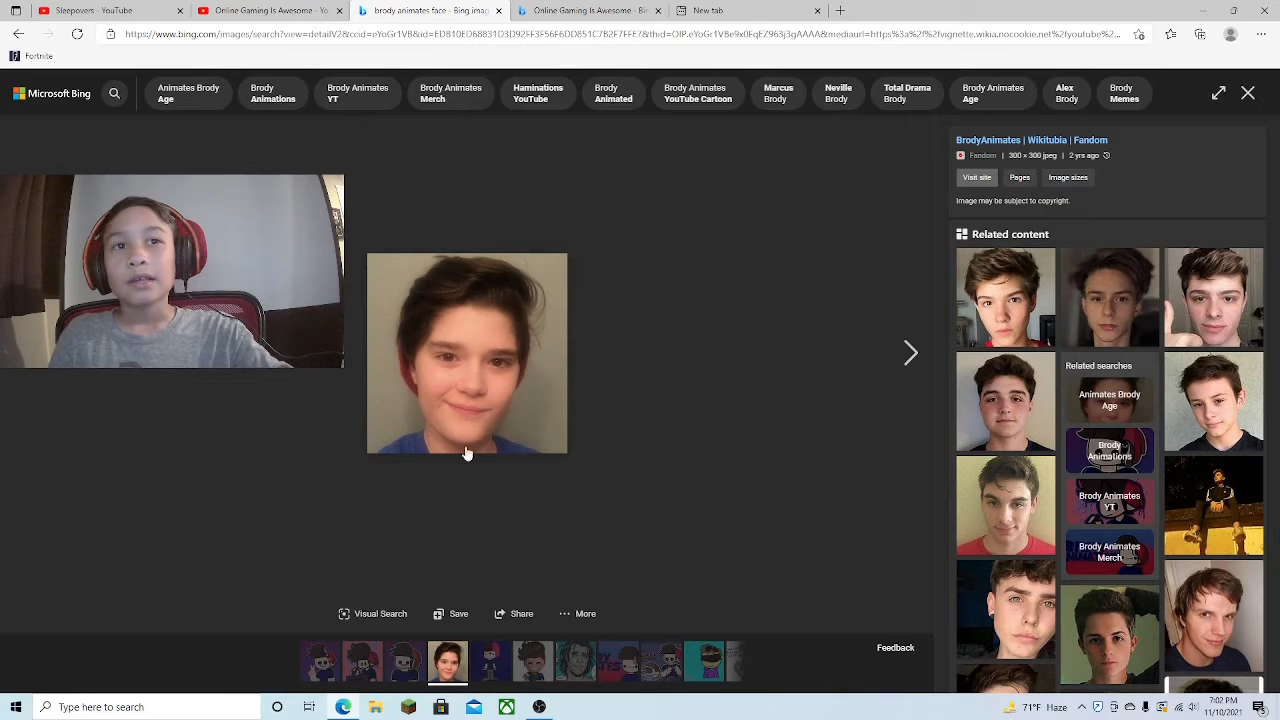 Sleepovers - YouTube
Online Gaming Is Awesome - Yo
brody animates face - Bing imag
Online Gaming Is Awesome - Bin
New tab
Fortnite
Microsoft Bing
Animates Brody Age
Brody Animations
Brody Animates YT
Brody Animates Merch
Haminations YouTube
Brody Animated
Brody Animates YouTube Cartoon
Marcus Brody
Neville Brody
Total Drama Brody
Brody Animates Age
Alex Brody
Brody Memes
BrodyAnimates | Wikitubia | Fandom
Fandom | 300 x 300 jpeg | 2 yrs ago
Visit site
Pages
Image sizes
Image may be subject to copyright.
Related content
Related searches
Animates Brody Age
Brody Animations
Brody Animates YT
Brody Animates Merch
Visual Search
Save
Share
More
Feedback
Type here to search
71°F Haze
7:02 PM
11/10/2021